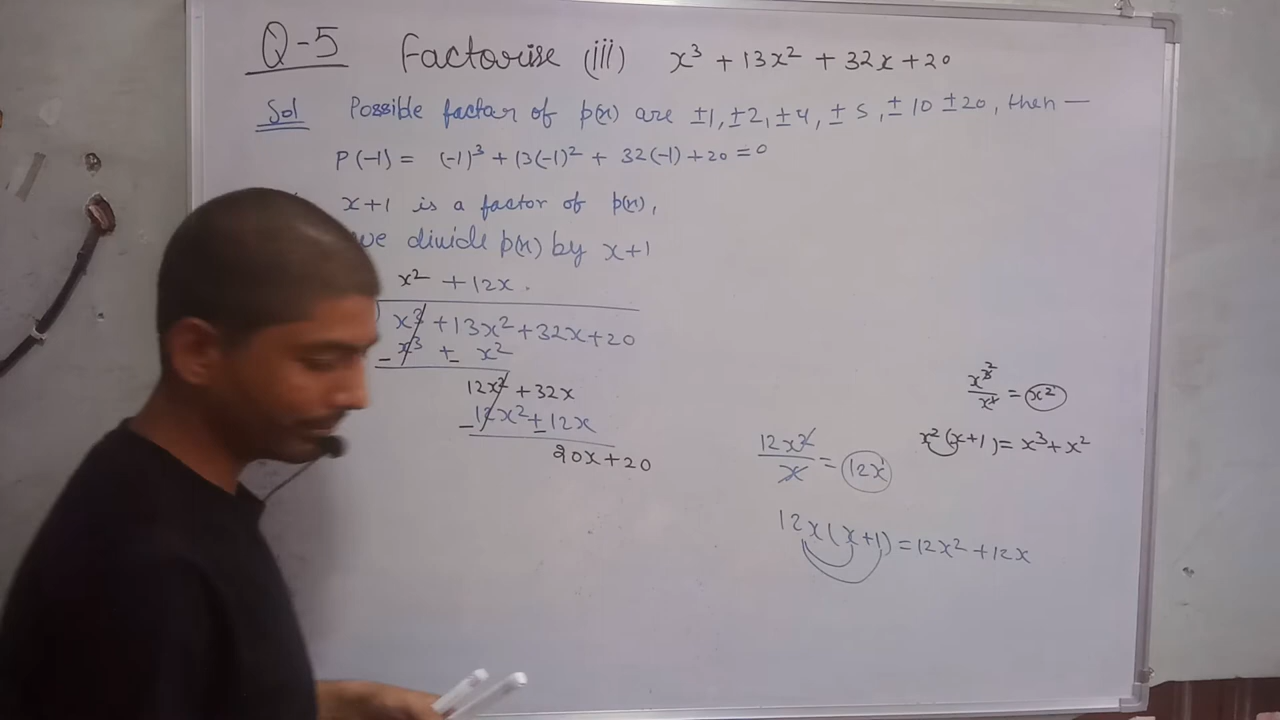 Q-5 Factorise (iii) x³ + 13x² + 32x + 20
Sol Possible factor of p(x) are ±1, ±2, ±4, ±5, ±10 ±20, then —
P(-1) = (-1)³ + 13(-1)² + 32(-1) + 20 = 0
x+1 is a factor of p(x),
we divide p(x) by x+1
x² + 12x
x³ + 13x² + 32x + 20
- x³ +- x²
12x² + 32x
- 12x² +- 12x
20x + 20
x³/x = x²
x²(x+1) = x³ + x²
12x²/x = 12x
12x(x+1) = 12x² + 12x